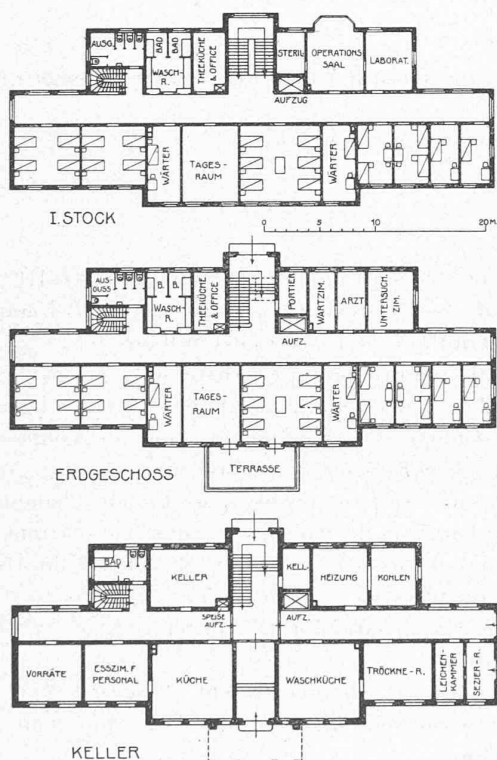 AUSG.
BAD
BAD
WASCH-
R.
THEEKÜCHE
& OFFICE
STERIL.
OPERATIONS
SAAL
LABORAT.
AUFZUG
WÄRTER
TAGES-
RAUM
WÄRTER
I. STOCK
0 5 10 20 M.
AUS-
GUSS
B. B.
WASCH
R.
THEEKÜCHE
& OFFICE
PORTIER
WARTZIM.
ARZT
UNTERSUCH.
ZIM.
AUFZ.
WÄRTER
TAGES-
RAUM
WÄRTER
TERRASSE
ERDGESCHOSS
BAD
KELLER
KELL.
HEIZUNG
KOHLEN
SPEISE
AUFZ.
AUFZ.
VORRÄTE
ESSZIM. F.
PERSONAL
KÜCHE
WASCHKÜCHE
TRÖCKNE-R.
LEICHEN-
KAMMER
SEZIER-R.
KELLER